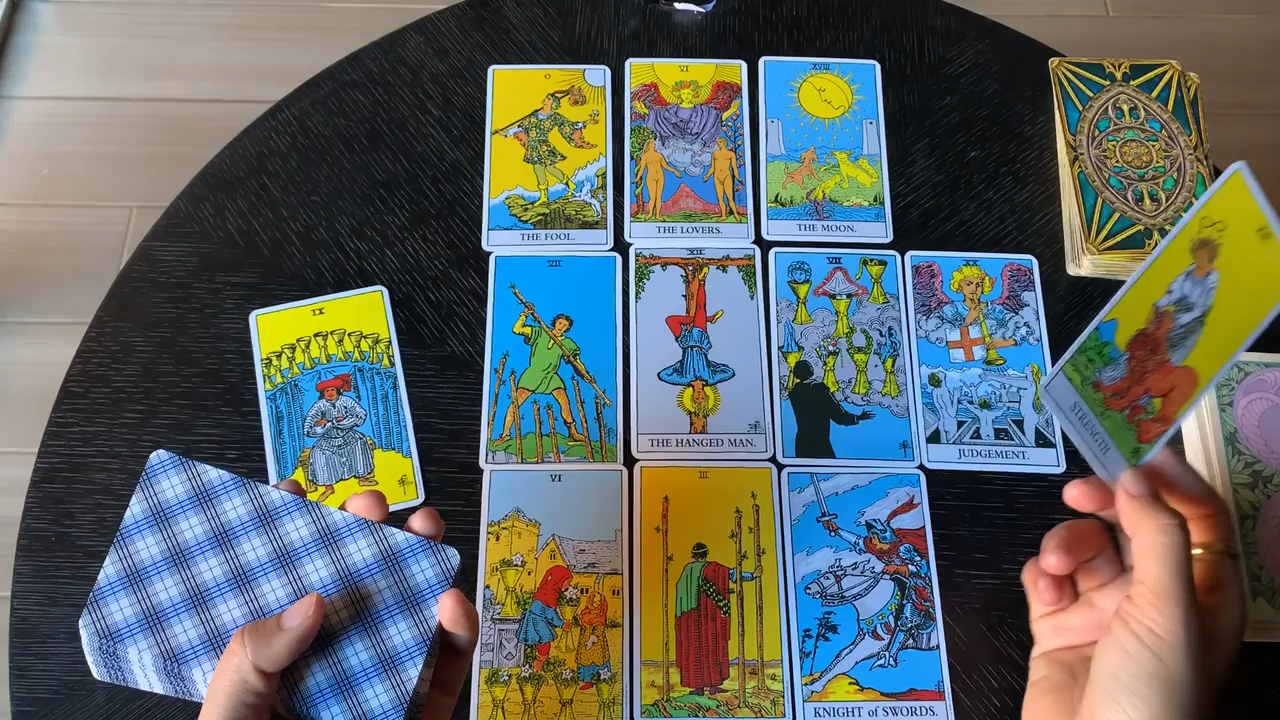 0
VI
XVIII
THE FOOL.
THE LOVERS.
THE MOON.
VII
XII
VII
XX
THE HANGED MAN.
JUDGEMENT.
IX
STRENGTH.
VI
III
KNIGHT of SWORDS.